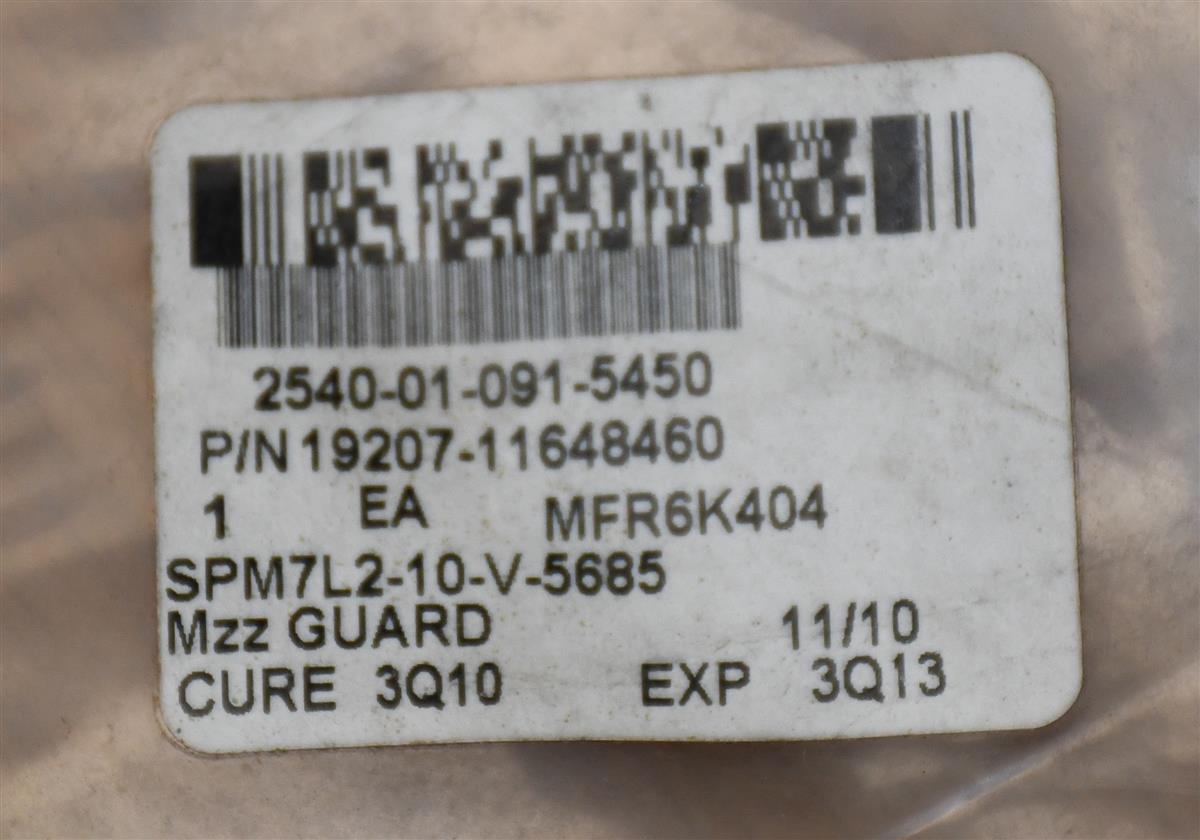 2540-01-091-5450
P/N 19207-11648460
1 EA MFR6K404
SPM7L2-10-V-5685
Mzz GUARD 11/10
CURE 3Q10 EXP 3Q13